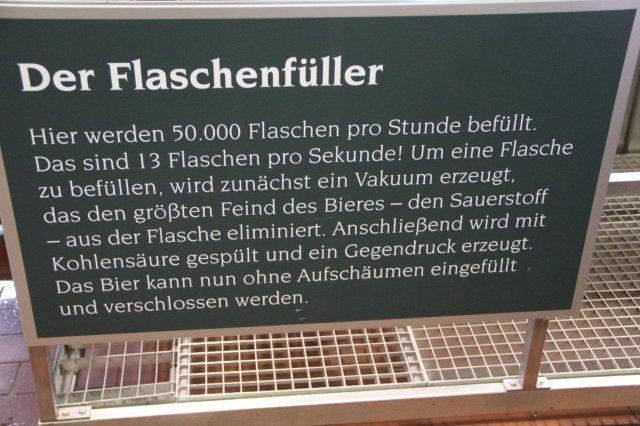 Der Flaschenfüller
Hier werden 50.000 Flaschen pro Stunde befüllt.
Das sind 13 Flaschen pro Sekunde! Um eine Flasche
zu befüllen, wird zunächst ein Vakuum erzeugt,
das den größten Feind des Bieres – den Sauerstoff
– aus der Flasche eliminiert. Anschließend wird mit
Kohlensäure gespült und ein Gegendruck erzeugt.
Das Bier kann nun ohne Aufschäumen eingefüllt
und verschlossen werden.